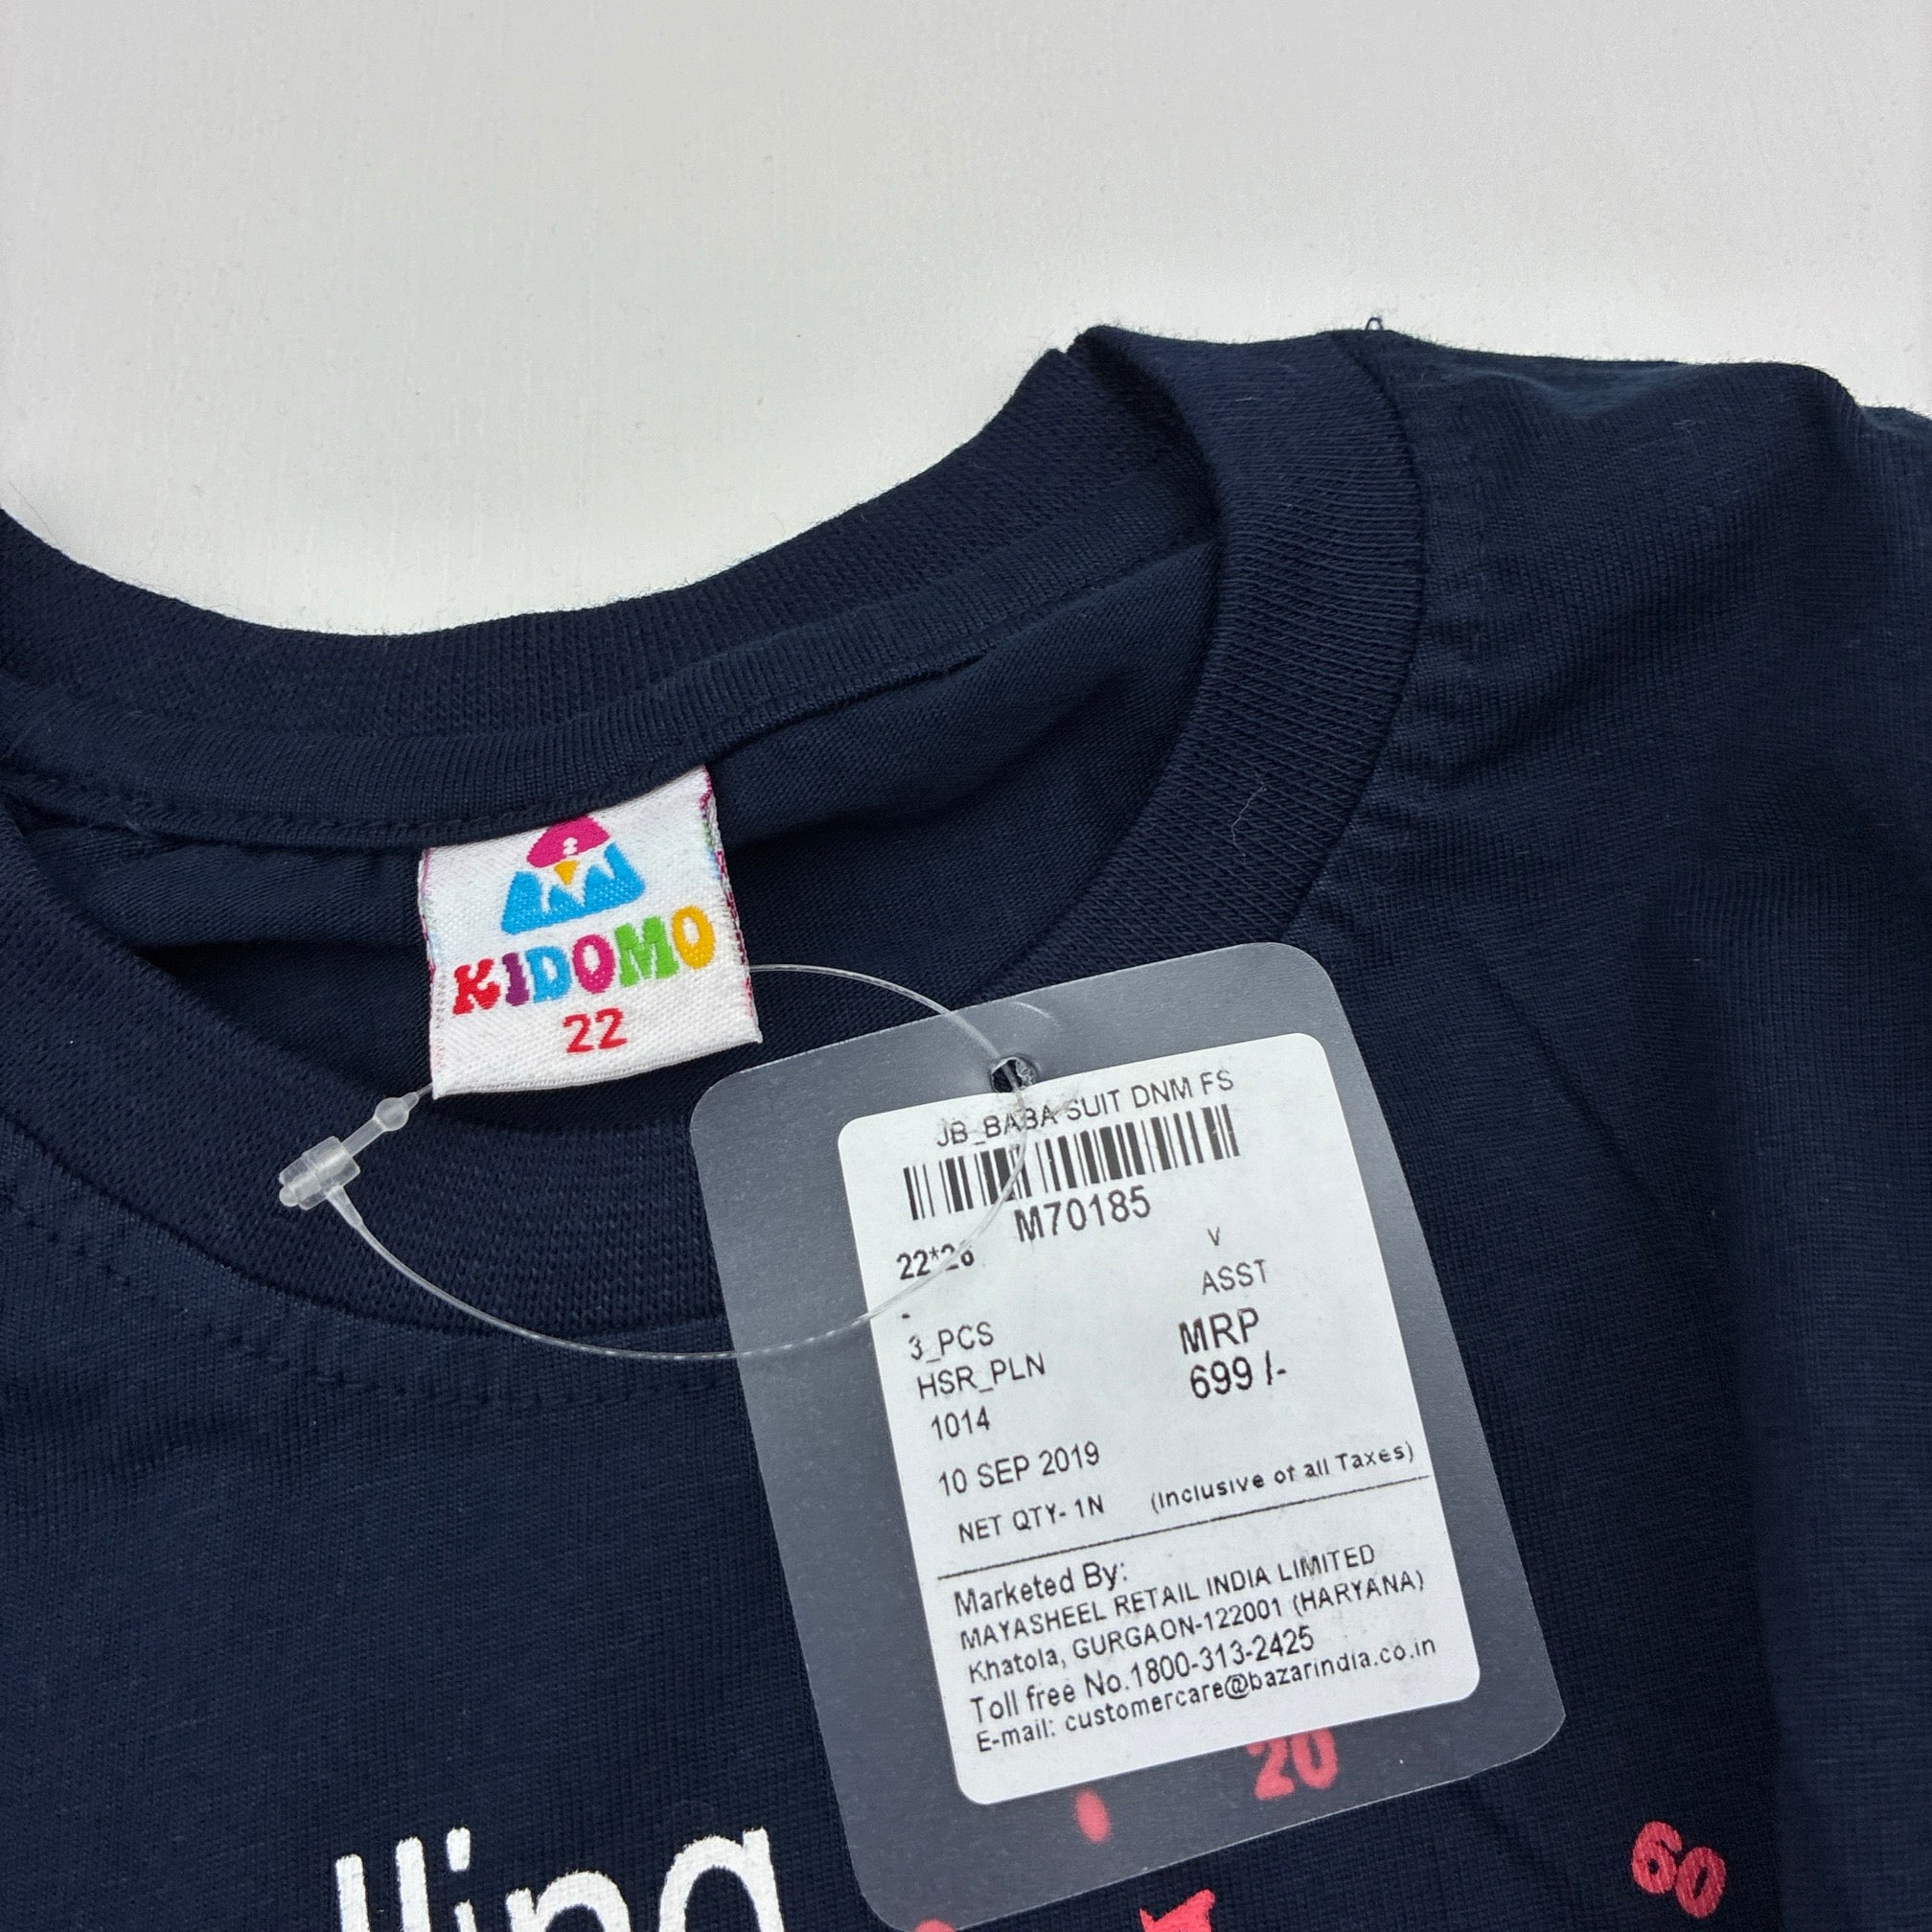 KIDOMO
22
JB_BABA SUIT DNM FS
M70185
22*26
V
ASST
-
3_PCS
MRP
HSR_PLN
699 /-
1014
10 SEP 2019
NET QTY- 1N (Inclusive of all Taxes)
Marketed By:
MAYASHEEL RETAIL INDIA LIMITED
Khatola, GURGAON-122001 (HARYANA)
Toll free No.1800-313-2425
E-mail: customercare@bazarindia.co.in
20
60